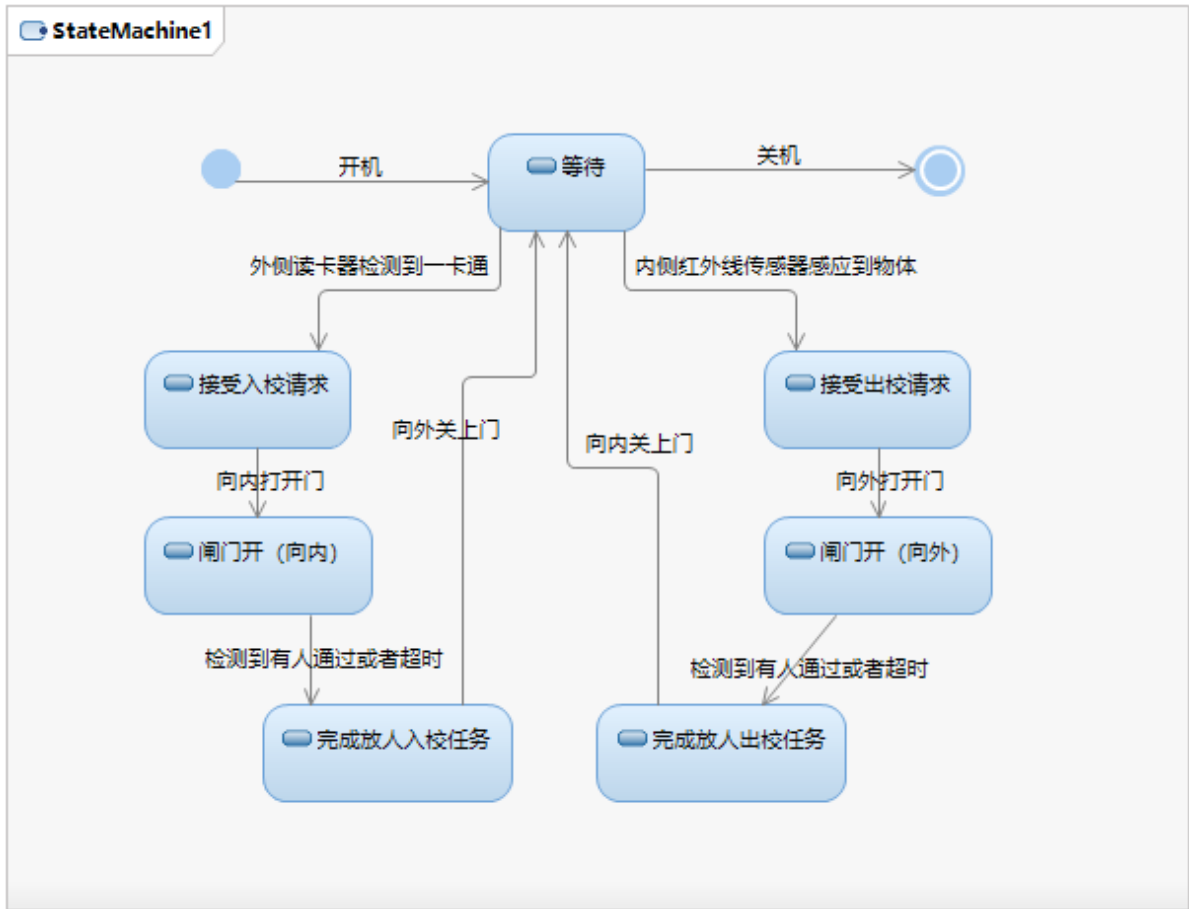 StateMachine1
开机
等待
关机
外侧读卡器检测到一卡通
内侧红外线传感器感应到物体
接受入校请求
接受出校请求
向外关上门
向内关上门
向内打开门
向外打开门
闸门开（向内）
闸门开（向外）
检测到有人通过或者超时
检测到有人通过或者超时
完成放人入校任务
完成放人出校任务